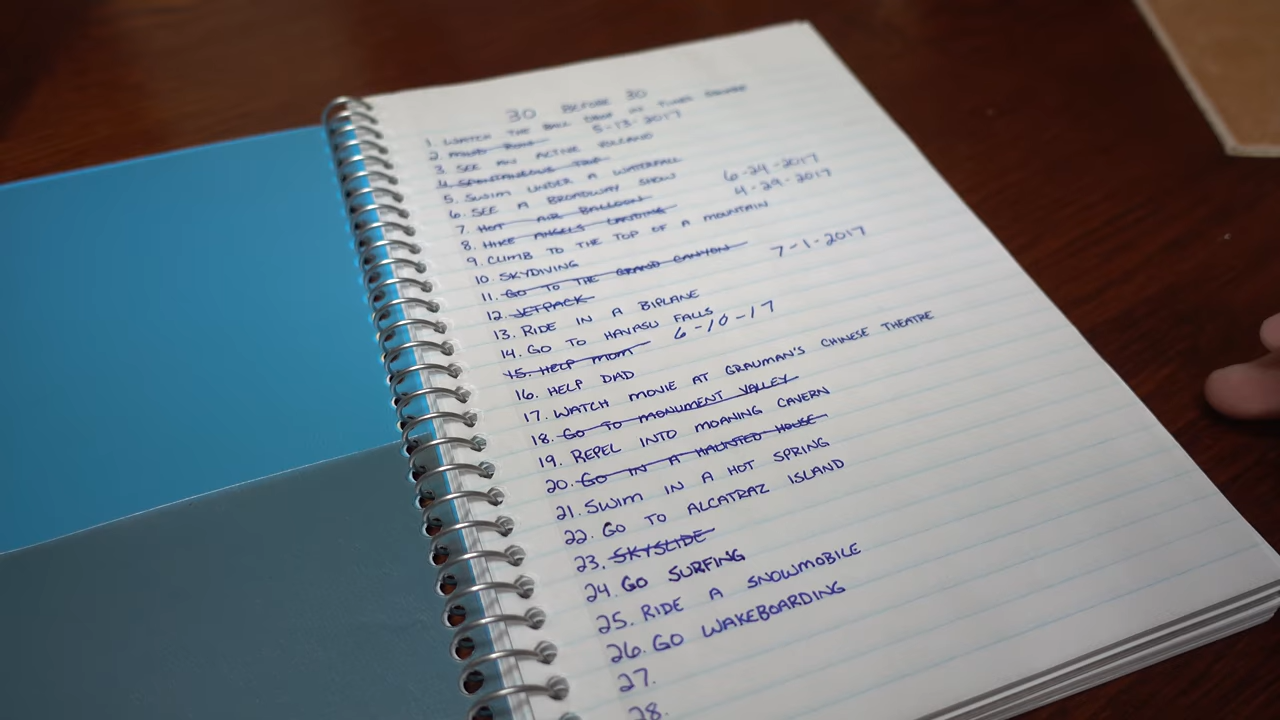 30 BEFORE 30
1. WATCH THE BALL DROP AT TIMES SQUARE
2. MUD RUN 5-13-2017
3. SEE AN ACTIVE VOLCANO
4. SPONTANEOUS TRIP
5. SWIM UNDER A WATERFALL
6. SEE A BROADWAY SHOW
7. HOT AIR BALLOON 6-24-2017
8. HIKE ANGELS LANDING 4-29-2017
9. CLIMB TO THE TOP OF A MOUNTAIN
10. SKYDIVING
11. GO TO THE GRAND CANYON 7-1-2017
12. JETPACK
13. RIDE IN A BIPLANE
14. GO TO HAVASU FALLS
15. HELP MOM 6-10-17
16. HELP DAD
17. WATCH MOVIE AT GRAUMAN'S CHINESE THEATRE
18. GO TO MONUMENT VALLEY
19. REPEL INTO MOANING CAVERN
20. GO IN A HAUNTED HOUSE
21. SWIM IN A HOT SPRING
22. GO TO ALCATRAZ ISLAND
23. SKYSLIDE
24. GO SURFING
25. RIDE A SNOWMOBILE
26. GO WAKEBOARDING
27.
28.